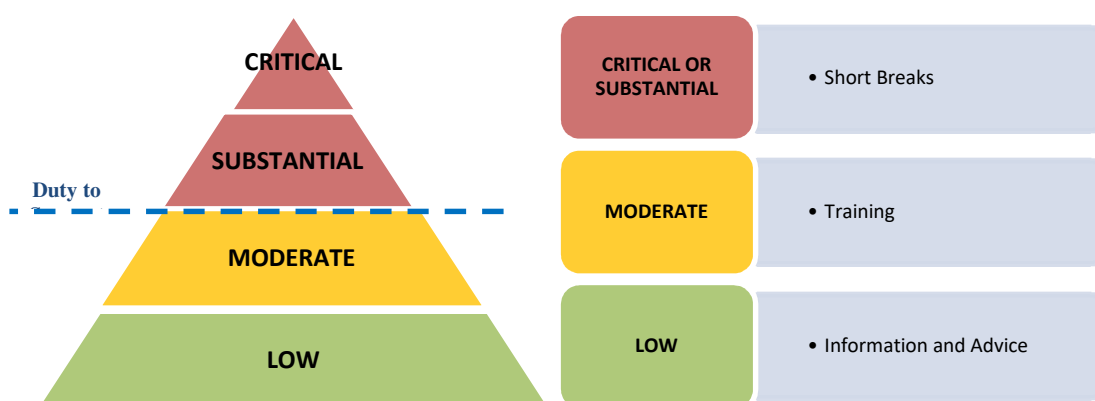 CRITICAL
SUBSTANTIAL
Duty to
MODERATE
LOW
CRITICAL OR
SUBSTANTIAL
• Short Breaks
MODERATE
• Training
LOW
• Information and Advice